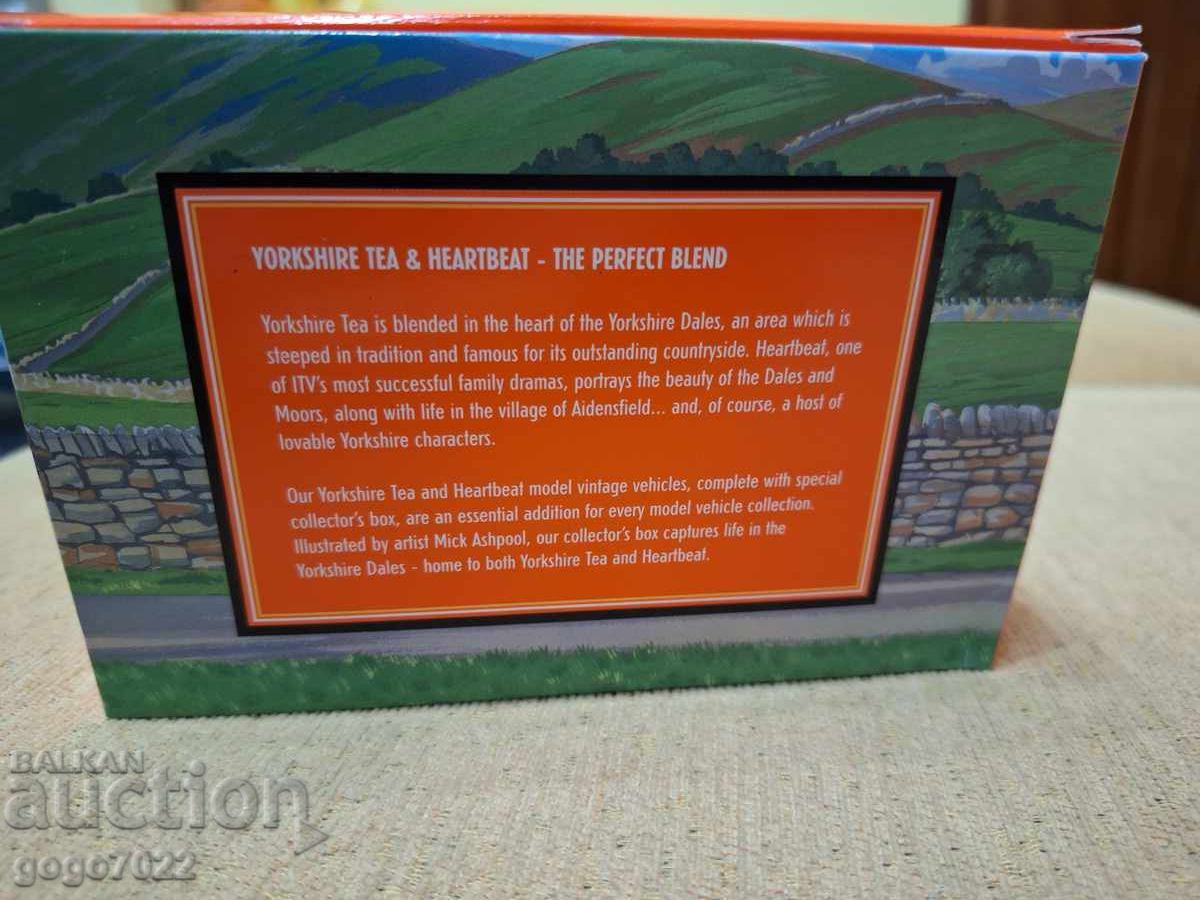 YORKSHIRE TEA & HEARTBEAT - THE PERFECT BLEND
Yorkshire Tea is blended in the heart of the Yorkshire Dales, an area which is
steeped in tradition and famous for its outstanding countryside. Heartbeat, one
of ITV's most successful family dramas, portrays the beauty of the Dales and
Moors, along with life in the village of Aidensfield... and, of course, a host of
lovable Yorkshire characters.
Our Yorkshire Tea and Heartbeat model vintage vehicles, complete with special
collector's box, are an essential addition for every model vehicle collection.
Illustrated by artist Mick Ashpool, our collector's box captures life in the
Yorkshire Dales - home to both Yorkshire Tea and Heartbeat.
BALKAN
auction
gogo7022